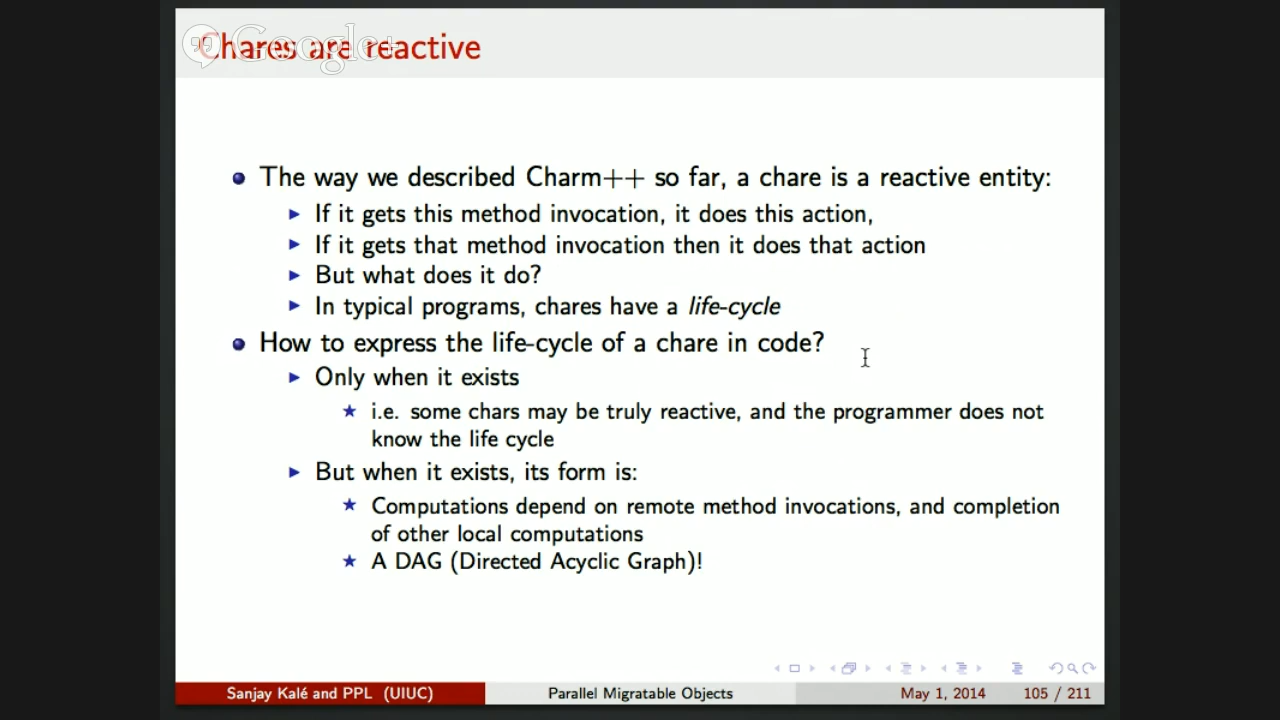 Chares are reactive
Google+
The way we described Charm++ so far, a chare is a reactive entity:
If it gets this method invocation, it does this action,
If it gets that method invocation then it does that action
But what does it do?
In typical programs, chares have a life-cycle
How to express the life-cycle of a chare in code?
Only when it exists
i.e. some chars may be truly reactive, and the programmer does not
know the life cycle
But when it exists, its form is:
Computations depend on remote method invocations, and completion
of other local computations
A DAG (Directed Acyclic Graph)!
Sanjay Kalé and PPL (UIUC) Parallel Migratable Objects May 1, 2014 105 / 211